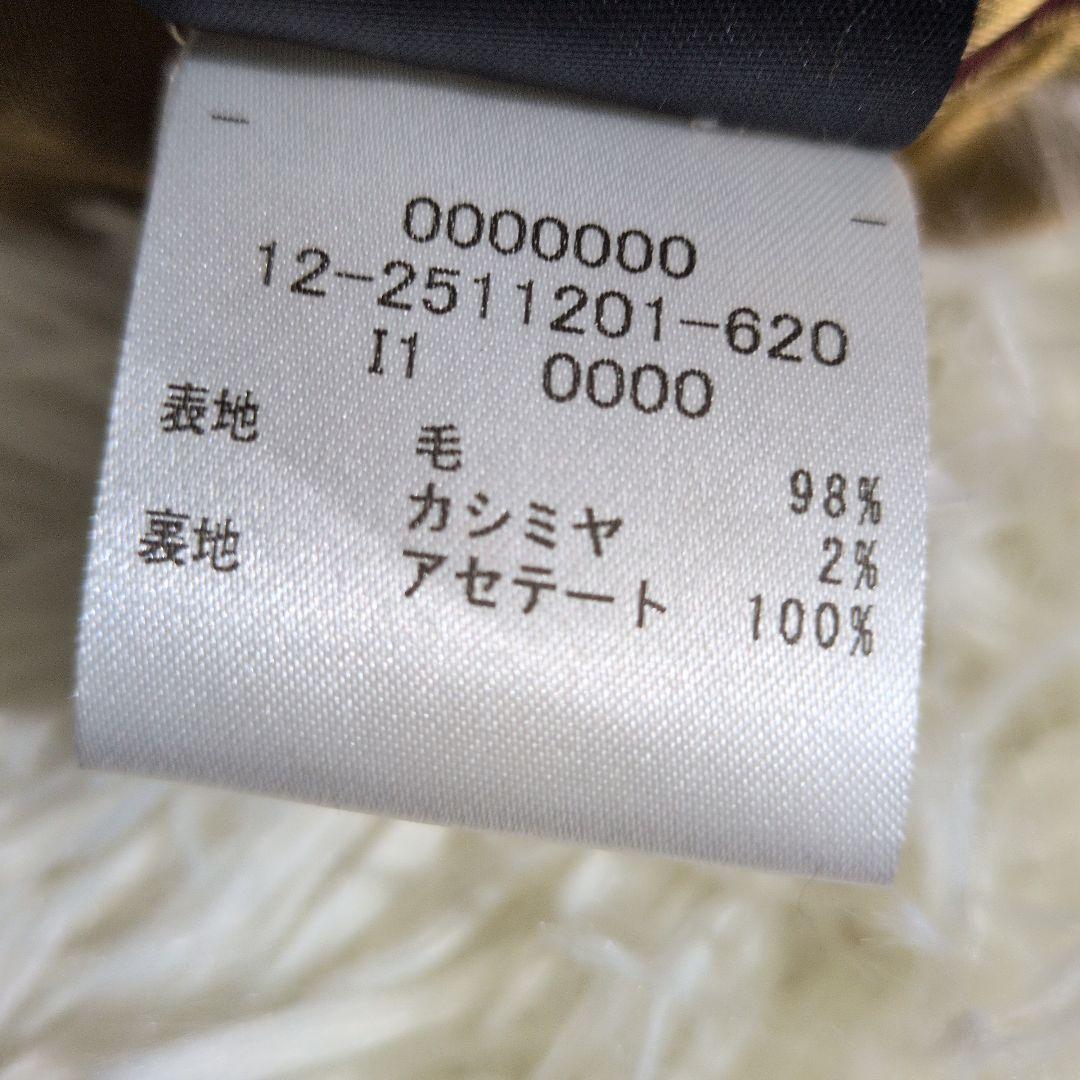 0000000
12-2511201-620
I1 0000
表地 毛 98%
カシミヤ 2%
裏地 アセテート 100%